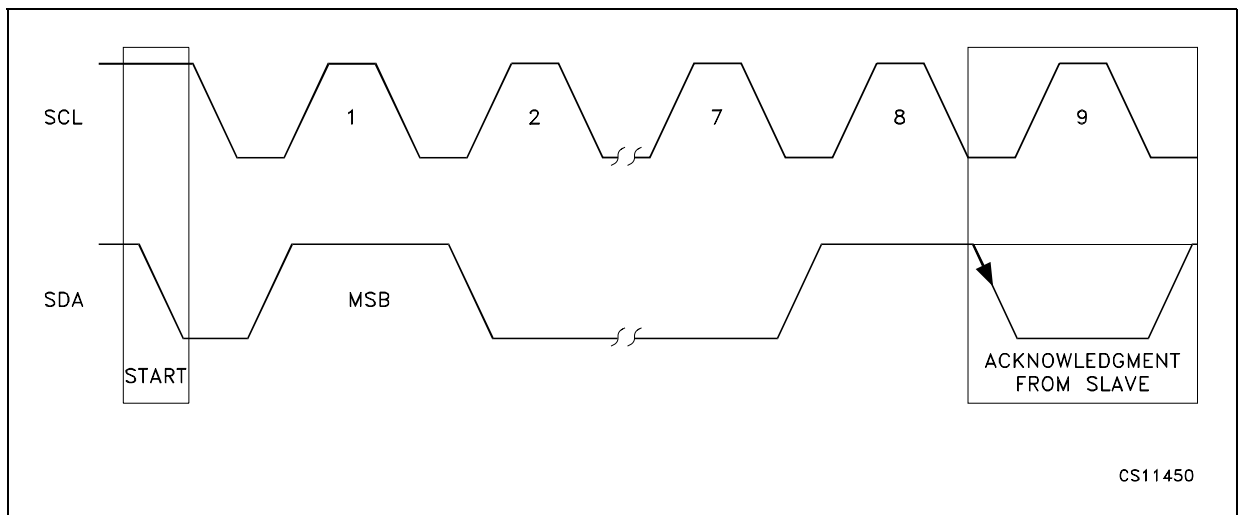 SCL
1
2
7
8
9
SDA
MSB
START
ACKNOWLEDGMENT
FROM SLAVE
CS11450